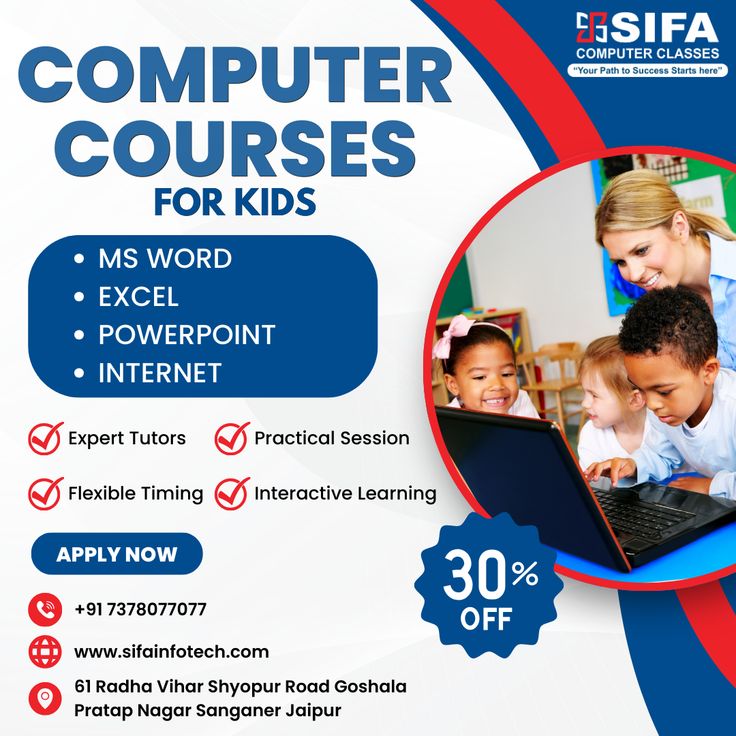 SIFA
COMPUTER CLASSES
"Your Path to Success Starts here"
COMPUTER
COURSES
FOR KIDS
• MS WORD
• EXCEL
• POWERPOINT
• INTERNET
Expert Tutors
Practical Session
Flexible Timing
Interactive Learning
APPLY NOW
30%
OFF
+91 7378077077
www.sifainfotech.com
61 Radha Vihar Shyopur Road Goshala
Pratap Nagar Sanganer Jaipur